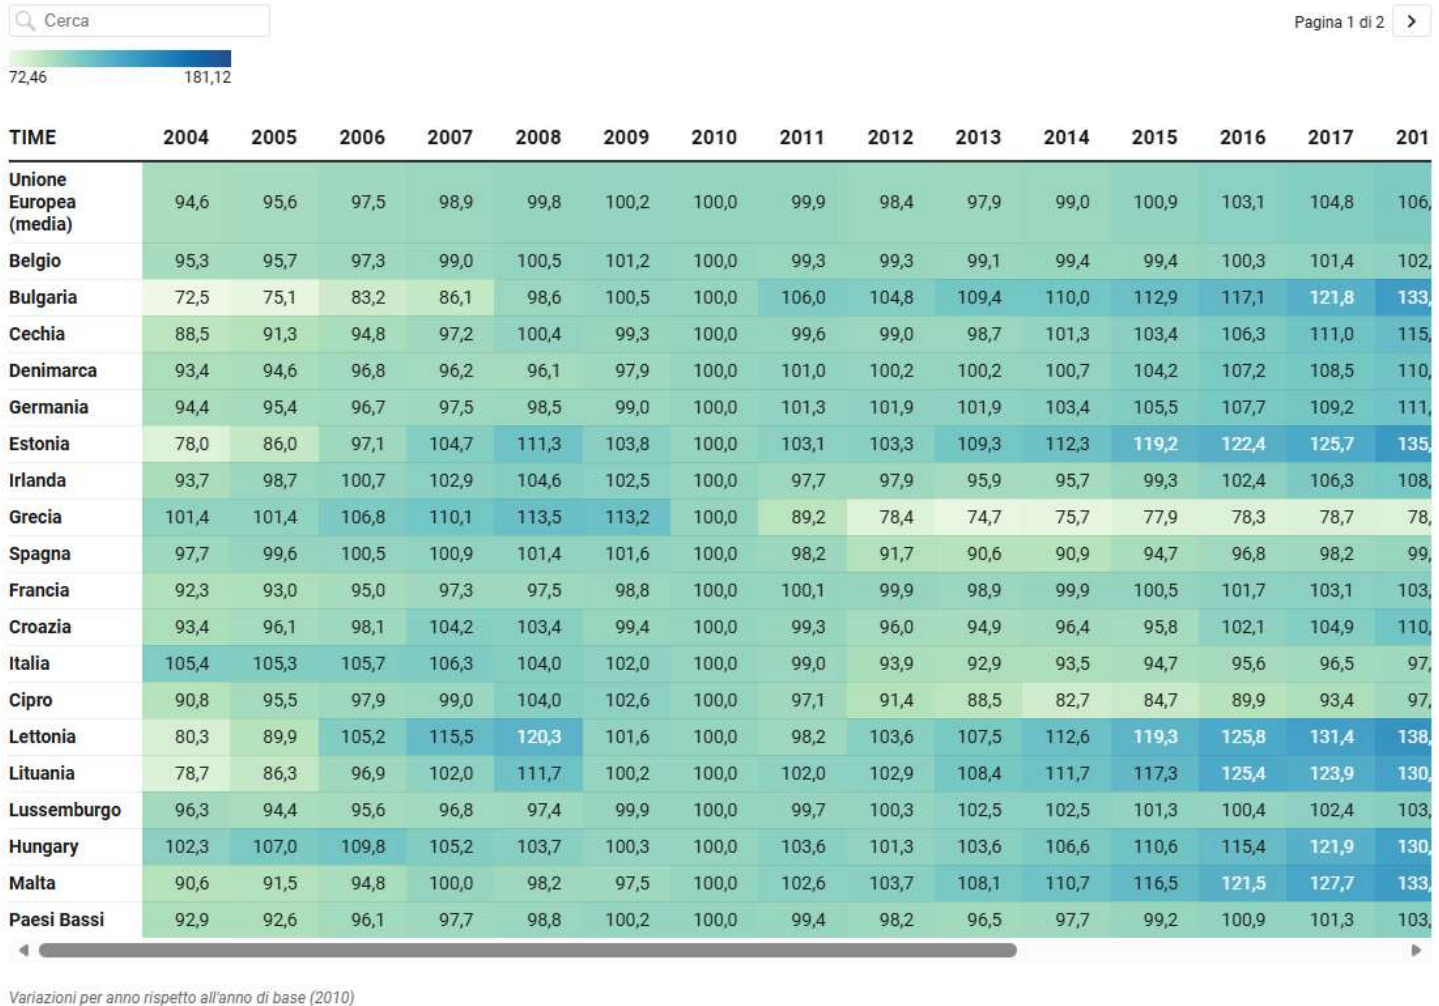 Cerca
Pagina 1 di 2
72,46 181,12
TIME 2004 2005 2006 2007 2008 2009 2010 2011 2012 2013 2014 2015 2016 2017 201
Unione
Europea
(media) 94,6 95,6 97,5 98,9 99,8 100,2 100,0 99,9 98,4 97,9 99,0 100,9 103,1 104,8 106,
Belgio 95,3 95,7 97,3 99,0 100,5 101,2 100,0 99,3 99,3 99,1 99,4 99,4 100,3 101,4 102,
Bulgaria 72,5 75,1 83,2 86,1 98,6 100,5 100,0 106,0 104,8 109,4 110,0 112,9 117,1 121,8 133,
Cechia 88,5 91,3 94,8 97,2 100,4 99,3 100,0 99,6 99,0 98,7 101,3 103,4 106,3 111,0 115,
Denimarca 93,4 94,6 96,8 96,2 96,1 97,9 100,0 101,0 100,2 100,2 100,7 104,2 107,2 108,5 110,
Germania 94,4 95,4 96,7 97,5 98,5 99,0 100,0 101,3 101,9 101,9 103,4 105,5 107,7 109,2 111,
Estonia 78,0 86,0 97,1 104,7 111,3 103,8 100,0 103,1 103,3 109,3 112,3 119,2 122,4 125,7 135,
Irlanda 93,7 98,7 100,7 102,9 104,6 102,5 100,0 97,7 97,9 95,9 95,7 99,3 102,4 106,3 108,
Grecia 101,4 101,4 106,8 110,1 113,5 113,2 100,0 89,2 78,4 74,7 75,7 77,9 78,3 78,7 78,
Spagna 97,7 99,6 100,5 100,9 101,4 101,6 100,0 98,2 91,7 90,6 90,9 94,7 96,8 98,2 99,
Francia 92,3 93,0 95,0 97,3 97,5 98,8 100,0 100,1 99,9 98,9 99,9 100,5 101,7 103,1 103,
Croazia 93,4 96,1 98,1 104,2 103,4 99,4 100,0 99,3 96,0 94,9 96,4 95,8 102,1 104,9 110,
Italia 105,4 105,3 105,7 106,3 104,0 102,0 100,0 99,0 93,9 92,9 93,5 94,7 95,6 96,5 97,
Cipro 90,8 95,5 97,9 99,0 104,0 102,6 100,0 97,1 91,4 88,5 82,7 84,7 89,9 93,4 97,
Lettonia 80,3 89,9 105,2 115,5 120,3 101,6 100,0 98,2 103,6 107,5 112,6 119,3 125,8 131,4 138,
Lituania 78,7 86,3 96,9 102,0 111,7 100,2 100,0 102,0 102,9 108,4 111,7 117,3 125,4 123,9 130,
Lussemburgo 96,3 94,4 95,6 96,8 97,4 99,9 100,0 99,7 100,3 102,5 102,5 101,3 100,4 102,4 103,
Hungary 102,3 107,0 109,8 105,2 103,7 100,3 100,0 103,6 101,3 103,6 106,6 110,6 115,4 121,9 130,
Malta 90,6 91,5 94,8 100,0 98,2 97,5 100,0 102,6 103,7 108,1 110,7 116,5 121,5 127,7 133,
Paesi Bassi 92,9 92,6 96,1 97,7 98,8 100,2 100,0 99,4 98,2 96,5 97,7 99,2 100,9 101,3 103,
Variazioni per anno rispetto all'anno di base (2010)